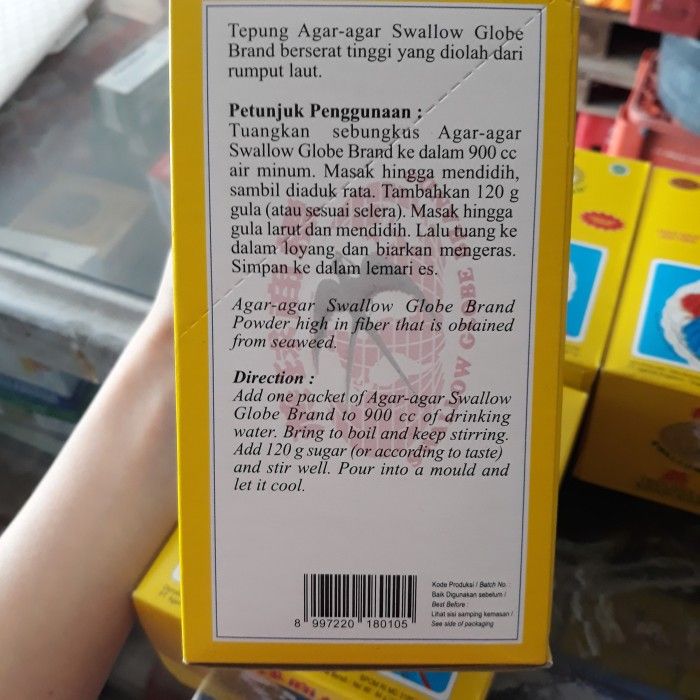 Tepung Agar-agar Swallow Globe
Brand berserat tinggi yang diolah dari
rumput laut.
Petunjuk Penggunaan :
Tuangkan sebungkus Agar-agar
Swallow Globe Brand ke dalam 900 cc
air minum. Masak hingga mendidih,
sambil diaduk rata. Tambahkan 120 g
gula (atau sesuai selera). Masak hingga
gula larut dan mendidih. Lalu tuang ke
dalam loyang dan biarkan mengeras.
Simpan ke dalam lemari es.
Agar-agar Swallow Globe Brand
Powder high in fiber that is obtained
from seaweed.
Direction :
Add one packet of Agar-agar Swallow
Globe Brand to 900 cc of drinking
water. Bring to boil and keep stirring.
Add 120 g sugar (or according to taste)
and stir well. Pour into a mould and
let it cool.
8 997220 180105
Kode Produksi / Batch No.
Baik Digunakan sebelum /
Best Before :
Lihat sisi samping kemasan /
See side of packaging